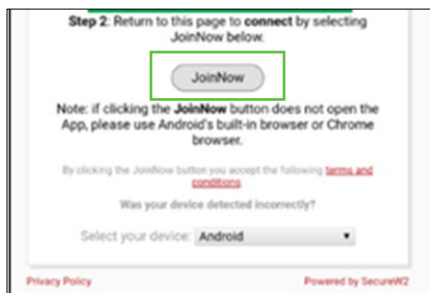 Step 2: Return to this page to connect by selecting
JoinNow below.
JoinNow
Note: if clicking the JoinNow button does not open the
App, please use Android's built-in browser or Chrome
browser.
By clicking the JoinNow button you accept the following terms and
conditions
Was your device detected incorrectly?
Select your device: Android
Privacy Policy
Powered by SecureW2